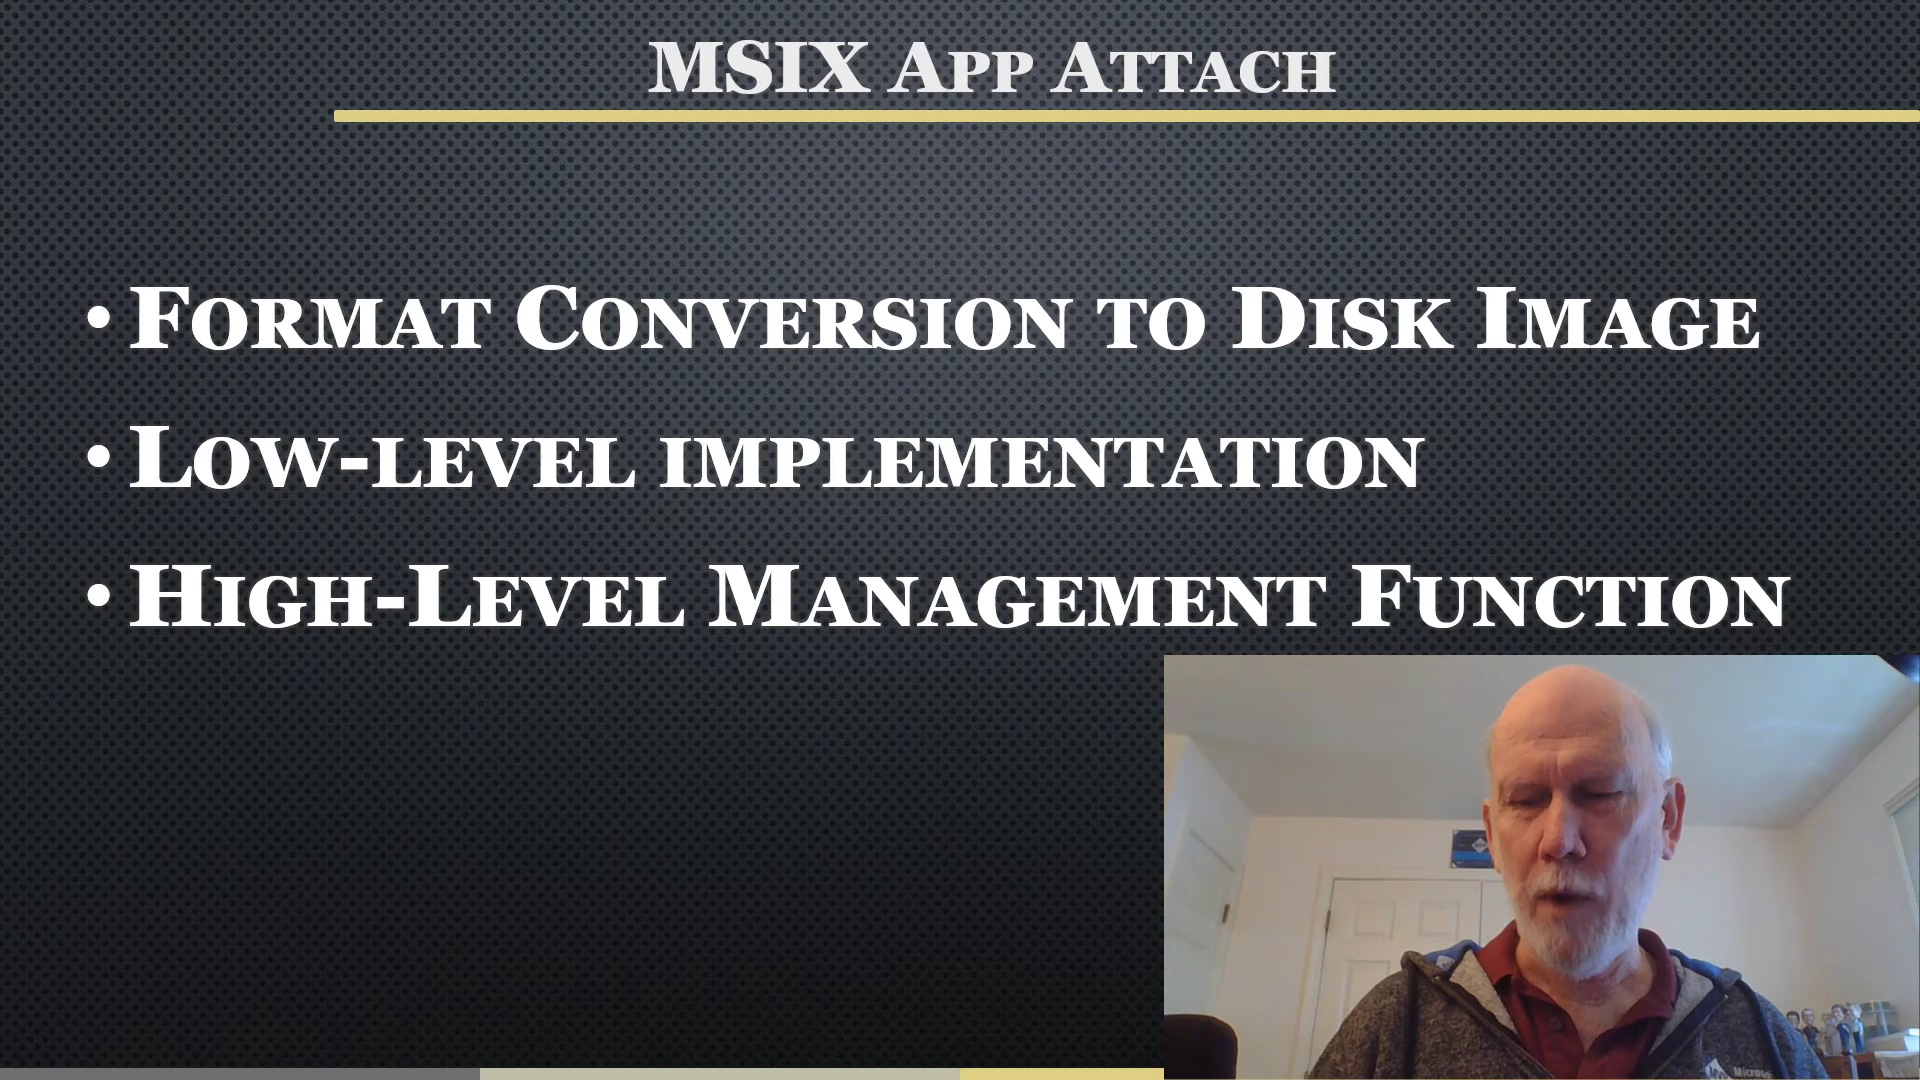 MSIX App Attach
• Format Conversion to Disk Image
• Low-level implementation
• High-Level Management Function